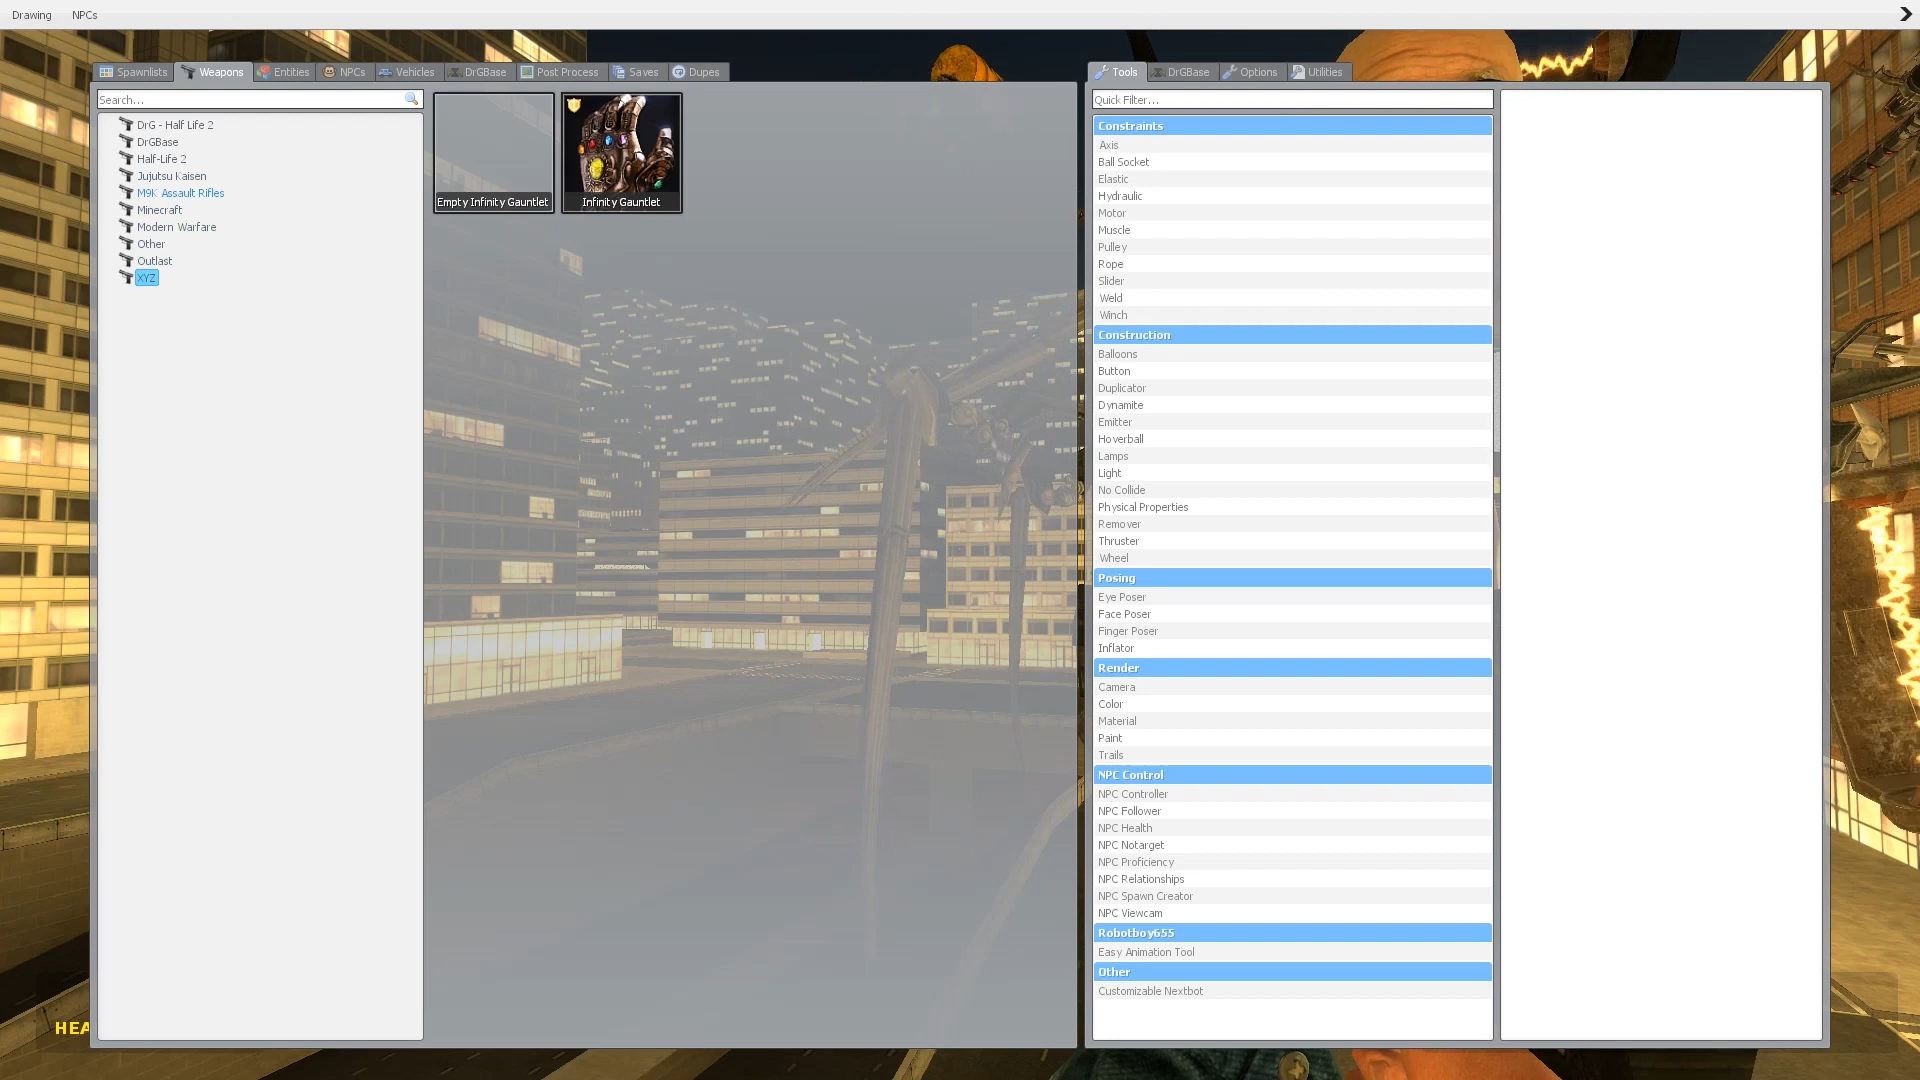 Drawing NPCs
Spawnlists Weapons Entities NPCs Vehicles DrGBase Post Process Saves Dupes
Search...
DrG - Half Life 2
DrGBase
Half-Life 2
Jujutsu Kaisen
M9K Assault Rifles
Minecraft
Modern Warfare
Other
Outlast
XYZ
Empty Infinity Gauntlet
Infinity Gauntlet
Tools DrGBase Options Utilities
Quick Filter...
Constraints
Axis
Ball Socket
Elastic
Hydraulic
Motor
Muscle
Pulley
Rope
Slider
Weld
Winch
Construction
Balloons
Button
Duplicator
Dynamite
Emitter
Hoverball
Lamps
Light
No Collide
Physical Properties
Remover
Thruster
Wheel
Posing
Eye Poser
Face Poser
Finger Poser
Inflator
Render
Camera
Color
Material
Paint
Trails
NPC Control
NPC Controller
NPC Follower
NPC Health
NPC Notarget
NPC Proficiency
NPC Relationships
NPC Spawn Creator
NPC Viewcam
Robotboy655
Easy Animation Tool
Other
Customizable Nextbot
HEA